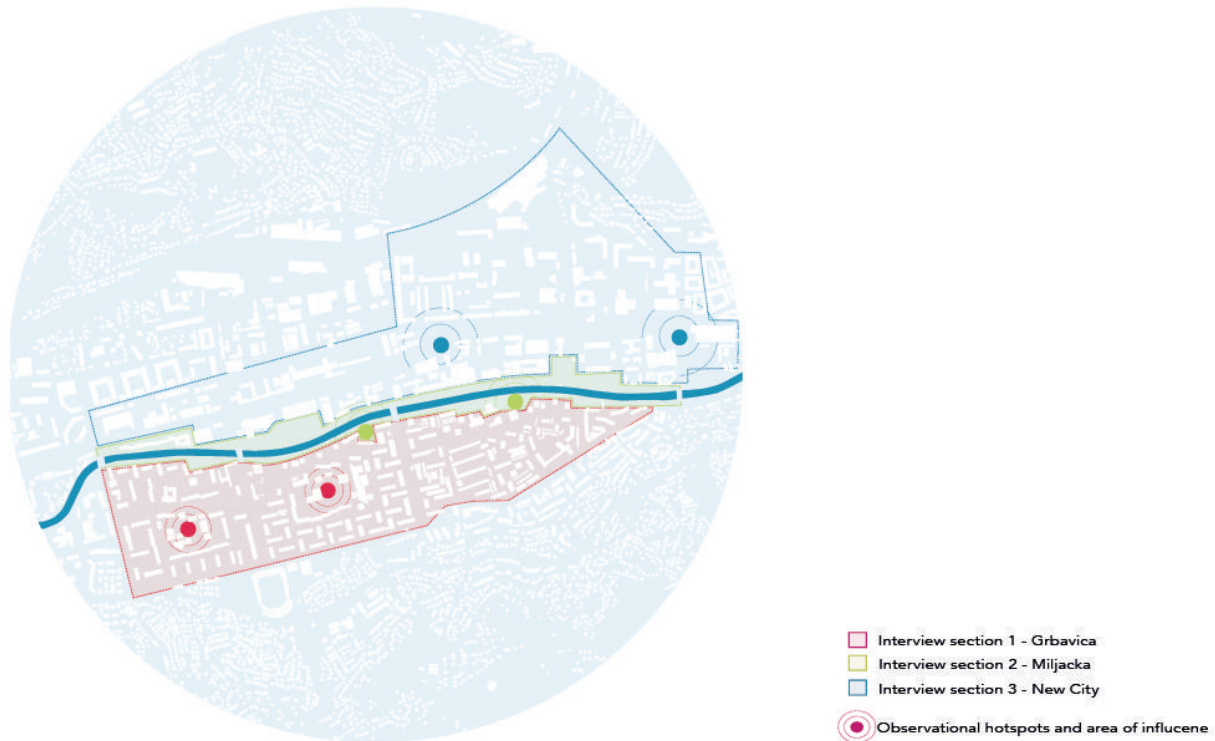 Interview section 1 - Grbavica
Interview section 2 - Miljacka
Interview section 3 - New City
Observational hotspots and area of influcene